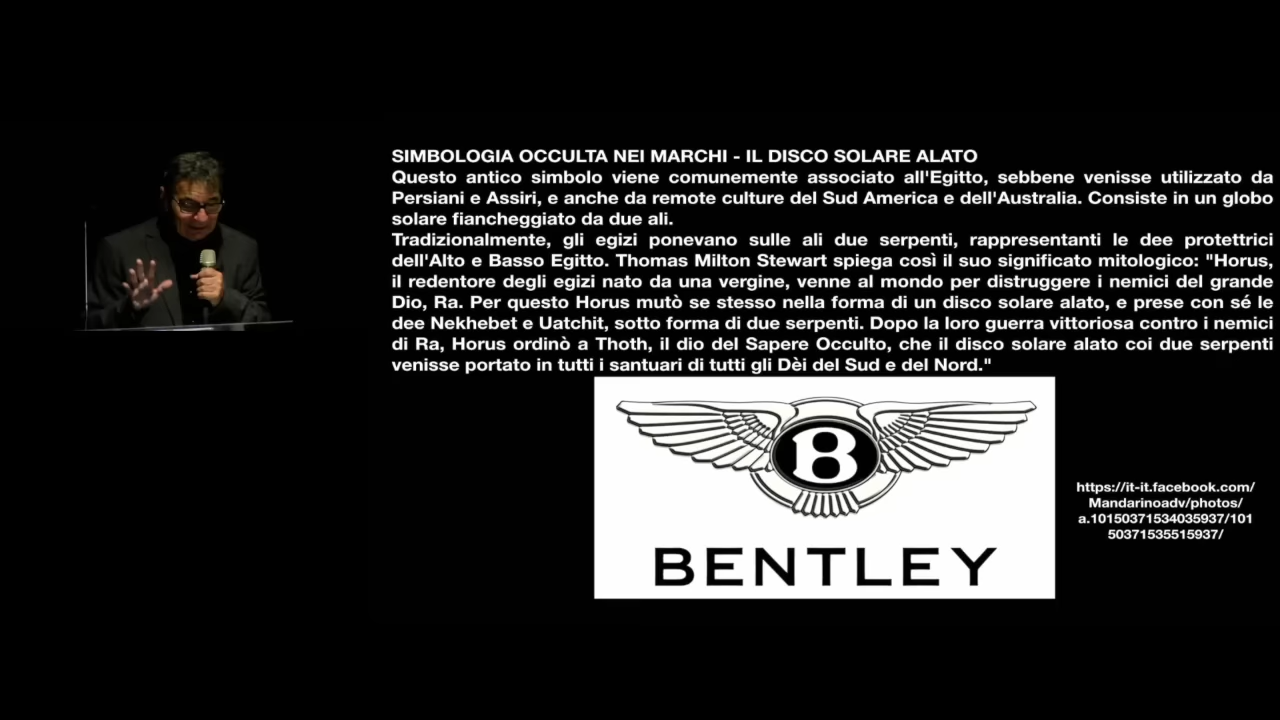 SIMBOLOGIA OCCULTA NEI MARCHI - IL DISCO SOLARE ALATO
Questo antico simbolo viene comunemente associato all'Egitto, sebbene venisse utilizzato da
Persiani e Assiri, e anche da remote culture del Sud America e dell'Australia. Consiste in un globo
solare fiancheggiato da due ali.
Tradizionalmente, gli egizi ponevano sulle ali due serpenti, rappresentanti le dee protettrici
dell'Alto e Basso Egitto. Thomas Milton Stewart spiega così il suo significato mitologico: "Horus,
il redentore degli egizi nato da una vergine, venne al mondo per distruggere i nemici del grande
Dio, Ra. Per questo Horus mutò se stesso nella forma di un disco solare alato, e prese con sé le
dee Nekhebet e Uatchit, sotto forma di due serpenti. Dopo la loro guerra vittoriosa contro i nemici
di Ra, Horus ordinò a Thoth, il dio del Sapere Occulto, che il disco solare alato coi due serpenti
venisse portato in tutti i santuari di tutti gli Dèi del Sud e del Nord."
B
BENTLEY
https://it-it.facebook.com/
Mandarinoadv/photos/
a.10150371534035937/101
50371535515937/